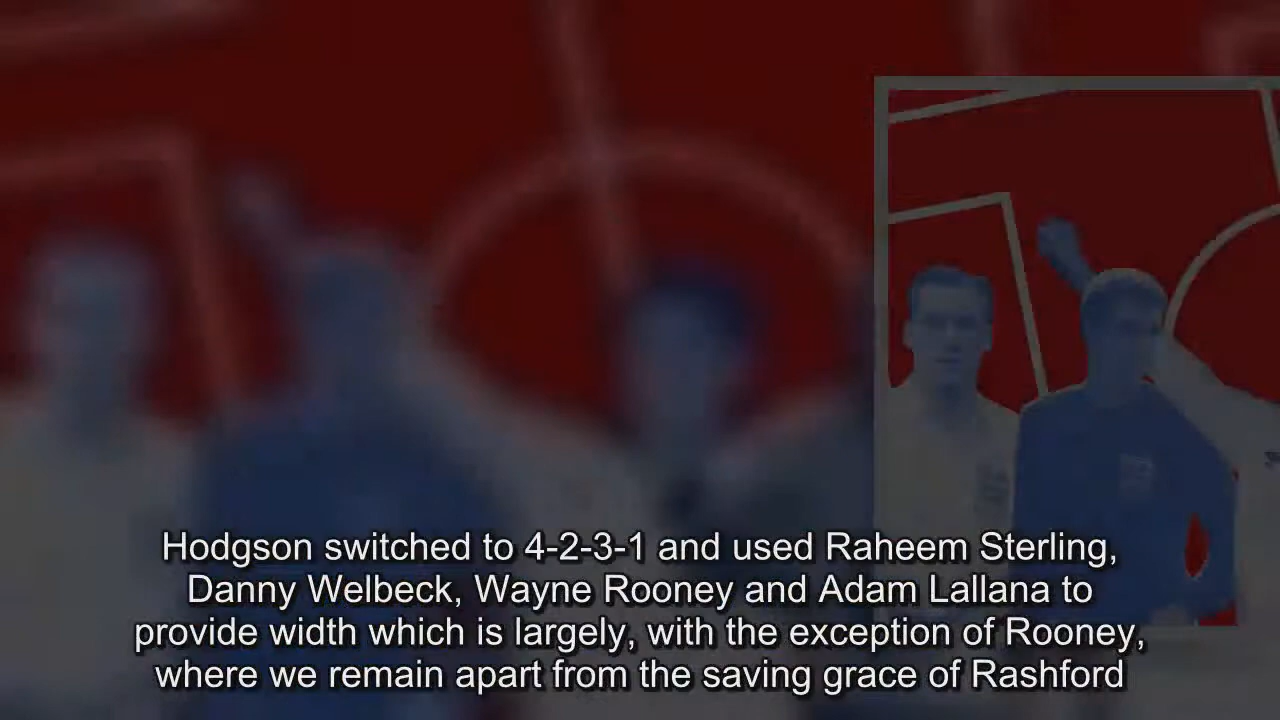 Hodgson switched to 4-2-3-1 and used Raheem Sterling,
Danny Welbeck, Wayne Rooney and Adam Lallana to
provide width which is largely, with the exception of Rooney,
where we remain apart from the saving grace of Rashford